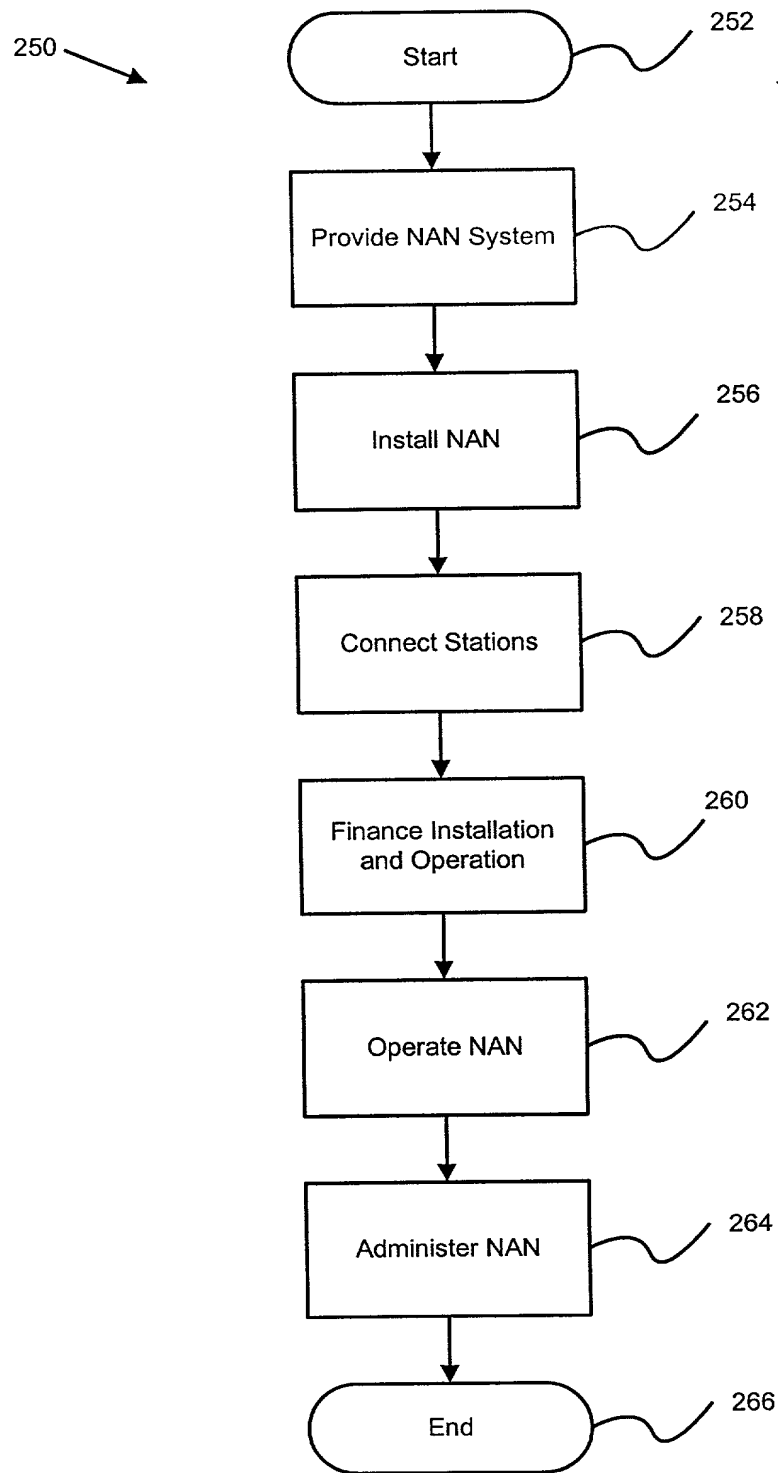 250
Start
252
Provide NAN System
254
Install NAN
256
Connect Stations
258
Finance Installation
and Operation
260
Operate NAN
262
Administer NAN
264
End
266